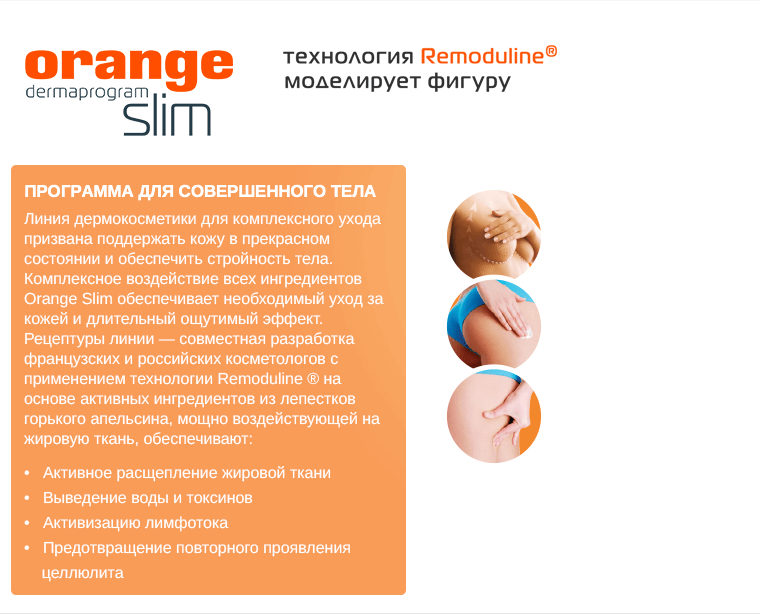 orange
dermaprogram
slim
технология Remoduline®
моделирует фигуру
ПРОГРАММА ДЛЯ СОВЕРШЕННОГО ТЕЛА
Линия дермокосметики для комплексного ухода
призвана поддержать кожу в прекрасном
состоянии и обеспечить стройность тела.
Комплексное воздействие всех ингредиентов
Orange Slim обеспечивает необходимый уход за
кожей и длительный ощутимый эффект.
Рецептуры линии — совместная разработка
французских и российских косметологов с
применением технологии Remoduline ® на
основе активных ингредиентов из лепестков
горького апельсина, мощно воздействующей на
жировую ткань, обеспечивают:
• Активное расщепление жировой ткани
• Выведение воды и токсинов
• Активизацию лимфотока
• Предотвращение повторного проявления
целлюлита